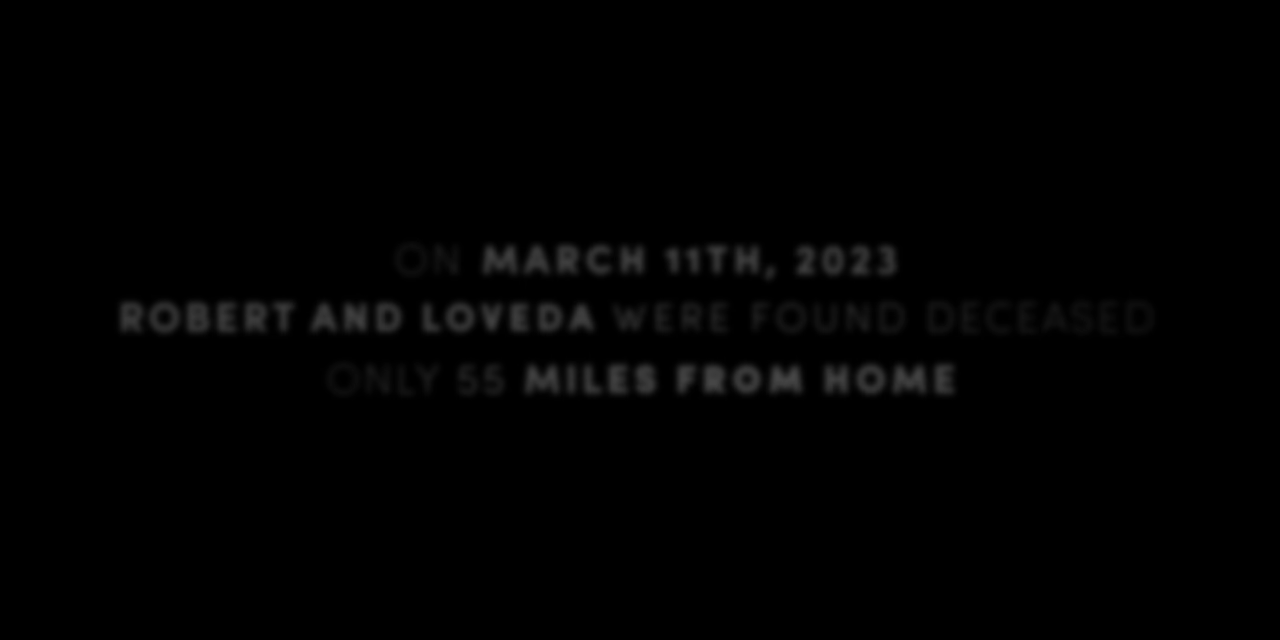 ON MARCH 11TH, 2023
ROBERT AND LOVEDA WERE FOUND DECEASED
ONLY 55 MILES FROM HOME